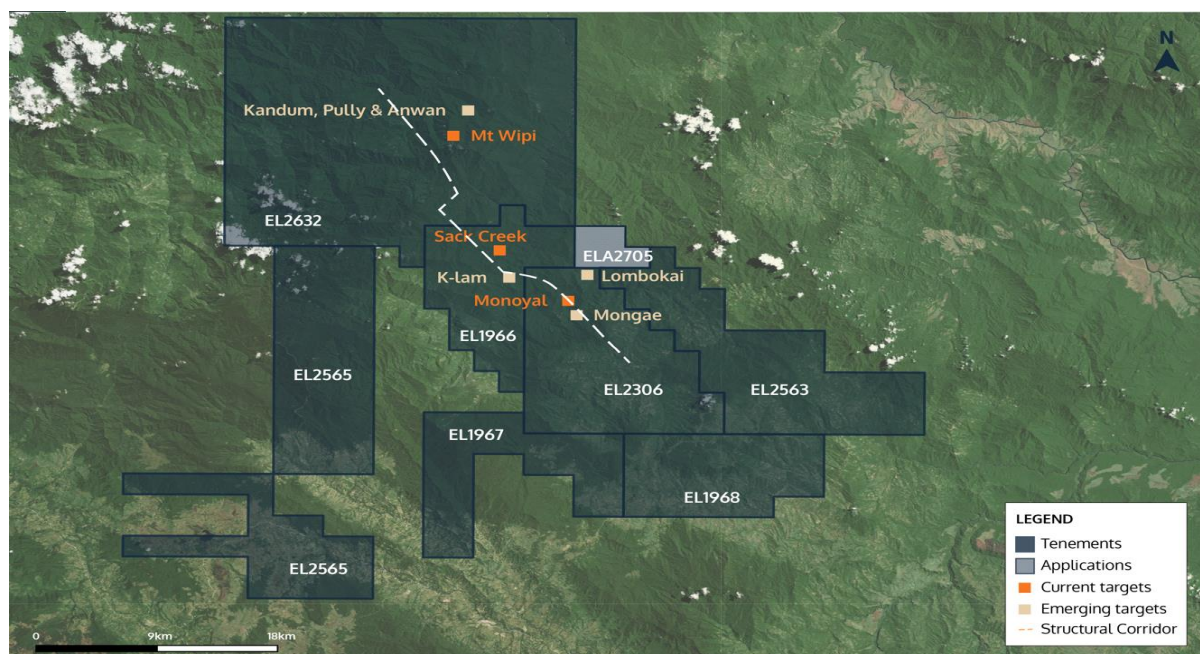 N
Kandum, Pully & Anwan
Mt Wipi
EL2632
Sack Creek
ELA2705
K-lam
Lombokai
Monoyal
Mongae
EL1966
EL2565
EL2306
EL2563
EL1967
EL1968
EL2565
LEGEND
Tenements
Applications
Current targets
Emerging targets
Structural Corridor
0 9km 18km